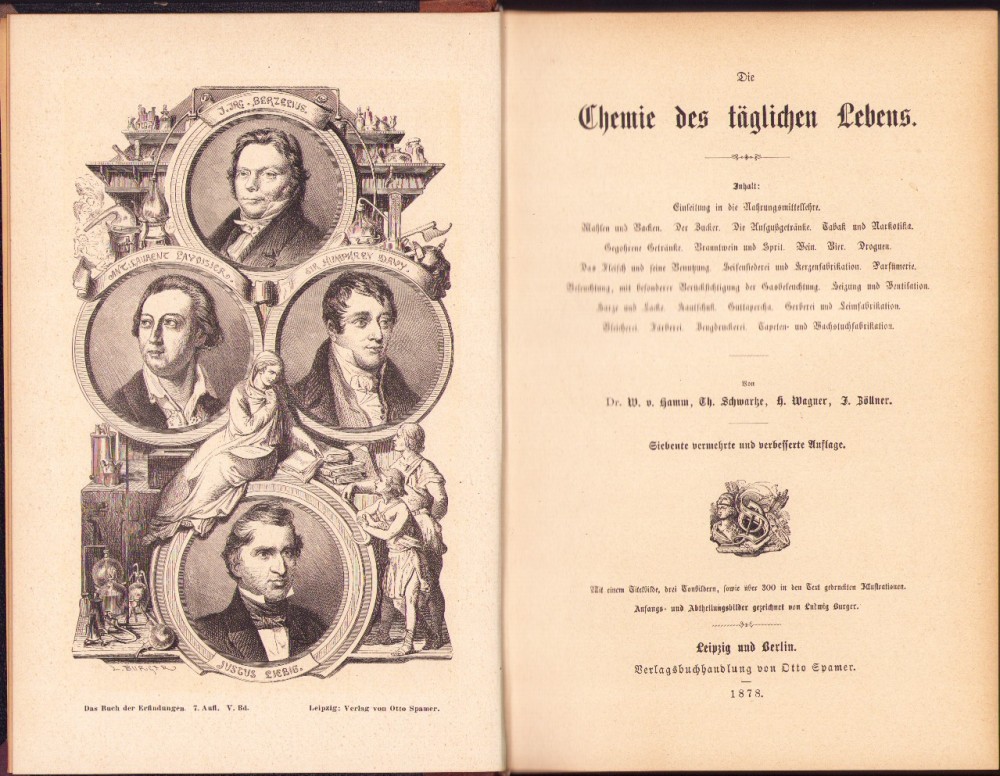 J. JAC. BERZELIUS.
ANT. LAURENT LAVOISIER.
SIR HUMPHREY DAVY.
JUSTUS LIEBIG.
L. BURGER
Das Buch der Erfindungen. 7. Aufl. V. Bd.
Leipzig: Verlag von Otto Spamer.
Die
Chemie des täglichen Lebens.
Inhalt:
Einleitung in die Nahrungsmittellehre.
Mahlen und Backen. Der Zucker. Die Aufgußgetränke. Tabak und Narkotika.
Gegohrene Getränke. Branntwein und Sprit. Wein. Bier. Droguen.
Das Fleisch und seine Benutzung. Seifensiederei und Kerzenfabrikation. Parfümerie.
Beleuchtung, mit besonderer Berücksichtigung der Gasbeleuchtung. Heizung und Ventilation.
Harze und Lacke. Kautschuk. Guttapercha. Gerberei und Leimfabrikation.
Bleicherei. Färberei. Zeugdruckerei. Tapeten- und Wachstuchfabrikation.
Von
Dr. W. v. Hamm, Th. Schwartze, H. Wagner, J. Zöllner.
Siebente vermehrte und verbesserte Auflage.
Mit einem Titelbilde, drei Tonbildern, sowie über 300 in den Text gedruckten Illustrationen.
Anfangs- und Abtheilungsbilder gezeichnet von Ludwig Burger.
Leipzig und Berlin.
Verlagsbuchhandlung von Otto Spamer.
1878.